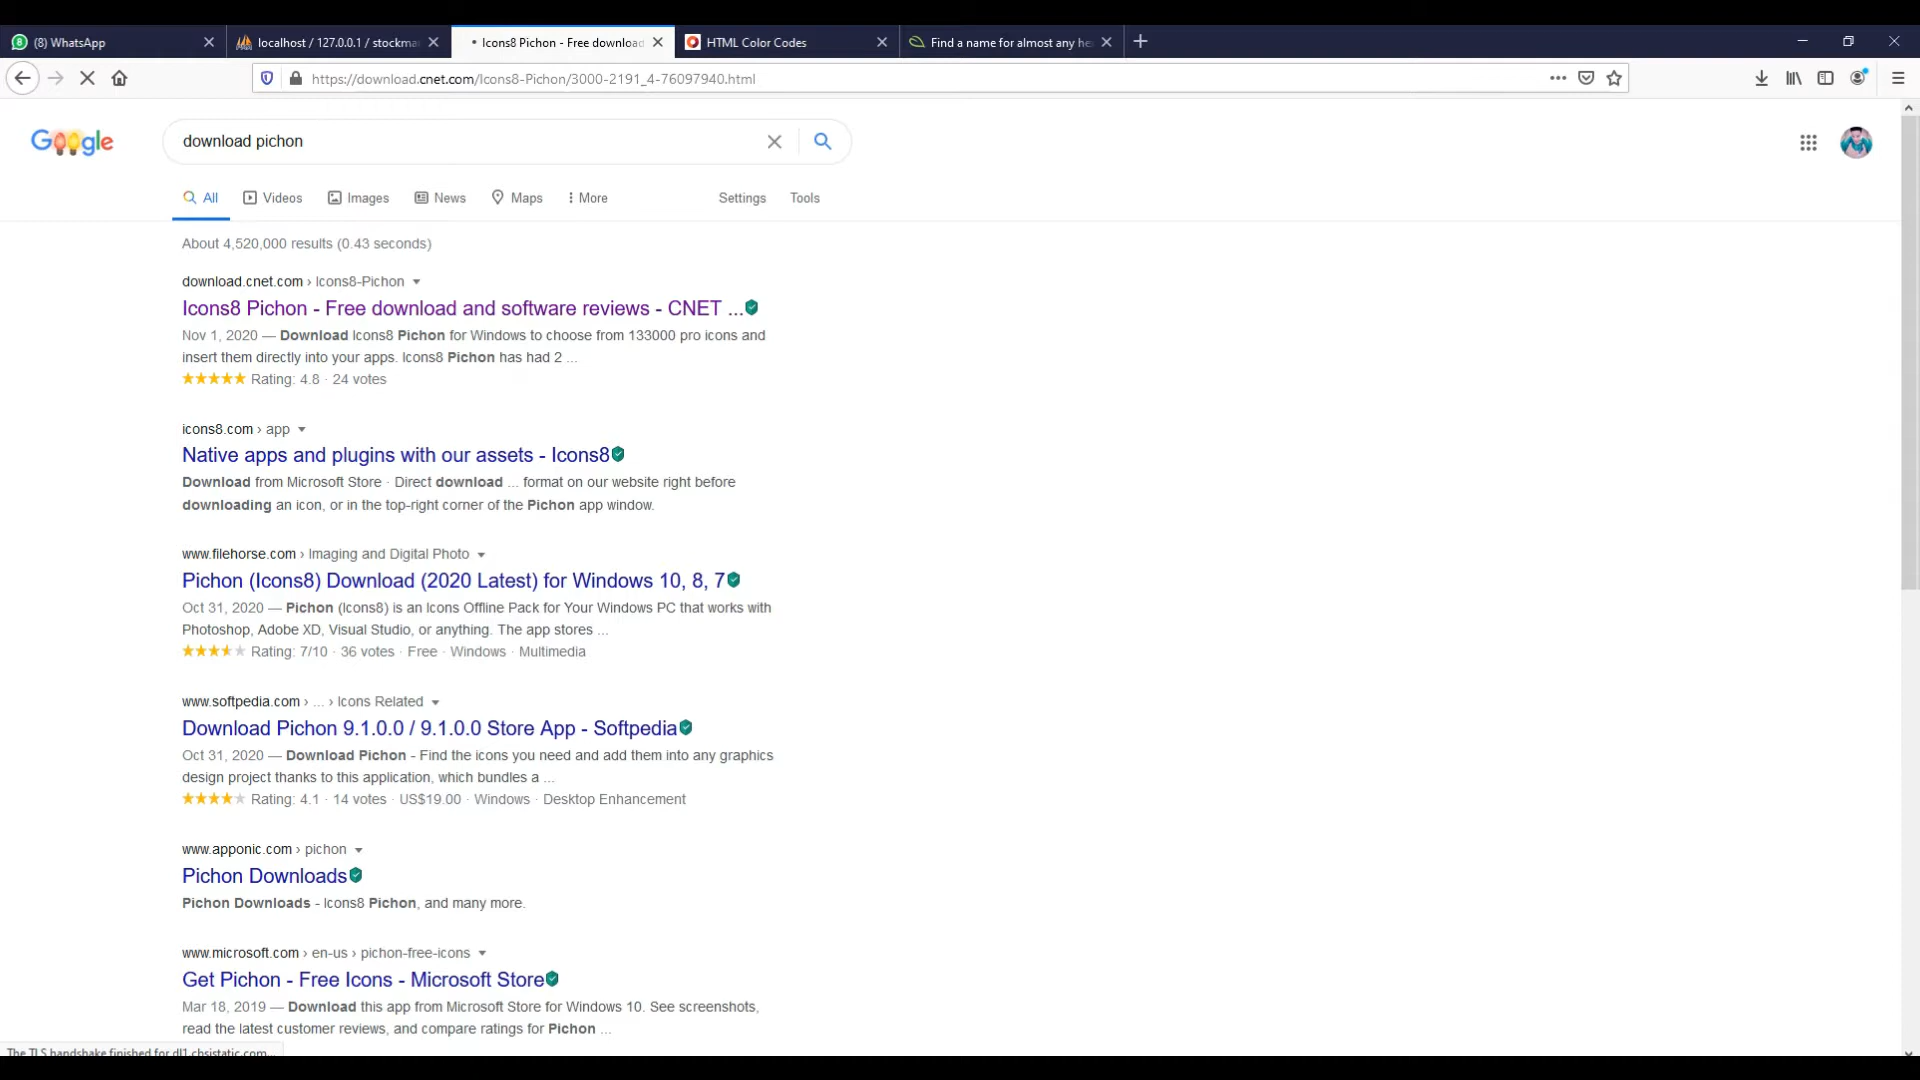 (8) WhatsApp
localhost / 127.0.0.1 / stockma
Icons8 Pichon - Free download
HTML Color Codes
Find a name for almost any he
https://download.cnet.com/Icons8-Pichon/3000-2191_4-76097940.html
Google
download pichon
All
Videos
Images
News
Maps
More
Settings
Tools
About 4,520,000 results (0.43 seconds)
download.cnet.com › Icons8-Pichon
Icons8 Pichon - Free download and software reviews - CNET ...
Nov 1, 2020 — Download Icons8 Pichon for Windows to choose from 133000 pro icons and
insert them directly into your apps. Icons8 Pichon has had 2 ...
Rating: 4.8 · 24 votes
icons8.com › app
Native apps and plugins with our assets - Icons8
Download from Microsoft Store · Direct download ... format on our website right before
downloading an icon, or in the top-right corner of the Pichon app window.
www.filehorse.com › Imaging and Digital Photo
Pichon (Icons8) Download (2020 Latest) for Windows 10, 8, 7
Oct 31, 2020 — Pichon (Icons8) is an Icons Offline Pack for Your Windows PC that works with
Photoshop, Adobe XD, Visual Studio, or anything. The app stores ...
Rating: 7/10 · 36 votes · Free · Windows · Multimedia
www.softpedia.com › ... › Icons Related
Download Pichon 9.1.0.0 / 9.1.0.0 Store App - Softpedia
Oct 31, 2020 — Download Pichon - Find the icons you need and add them into any graphics
design project thanks to this application, which bundles a ...
Rating: 4.1 · 14 votes · US$19.00 · Windows · Desktop Enhancement
www.apponic.com › pichon
Pichon Downloads
Pichon Downloads - Icons8 Pichon, and many more.
www.microsoft.com › en-us › pichon-free-icons
Get Pichon - Free Icons - Microsoft Store
Mar 18, 2019 — Download this app from Microsoft Store for Windows 10. See screenshots,
read the latest customer reviews, and compare ratings for Pichon ...
The TLS handshake finished for dl1.cbsistatic.com...